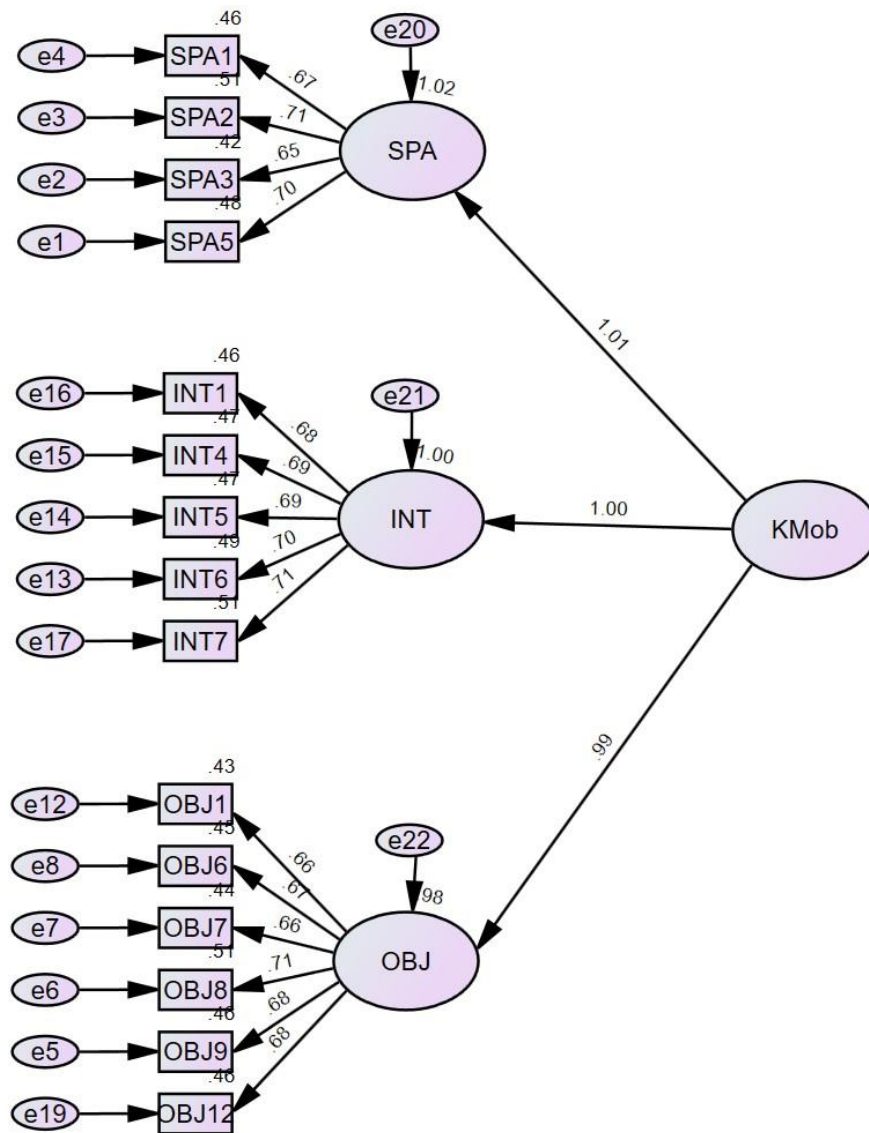 .46
e20
e4
SPA1
.67
1.02
.51
e3
SPA2
.71
SPA
.42
e2
SPA3
.65
.48
.70
e1
SPA5
1.01
.46
e16
INT1
e21
.47
.68
1.00
e15
INT4
.69
.47
e14
INT5
.69
INT
1.00
KMob
.49
.70
e13
INT6
.51
.71
e17
INT7
.99
.43
e12
OBJ1
e22
.45
.66
.98
e8
OBJ6
.67
.44
e7
OBJ7
.66
OBJ
.51
e6
OBJ8
.71
.46
.68
e5
OBJ9
.68
.46
e19
OBJ12